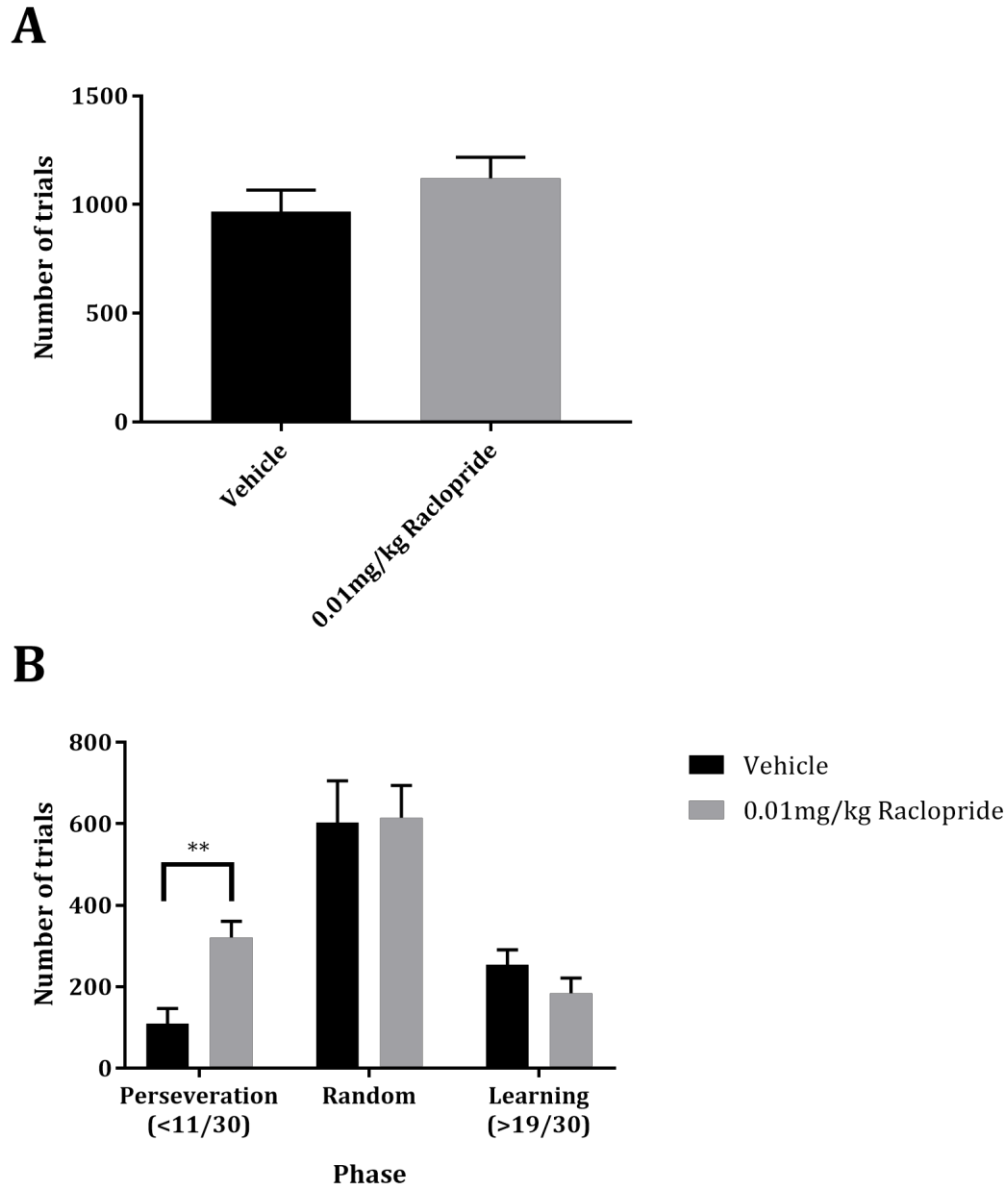 A
1500
1000
500
0
Number of trials
Vehicle
0.01mg/kg Raclopride
B
800
600
400
200
0
Number of trials
**
Vehicle
0.01mg/kg Raclopride
Perseveration
(<11/30)
Random
Learning
(>19/30)
Phase